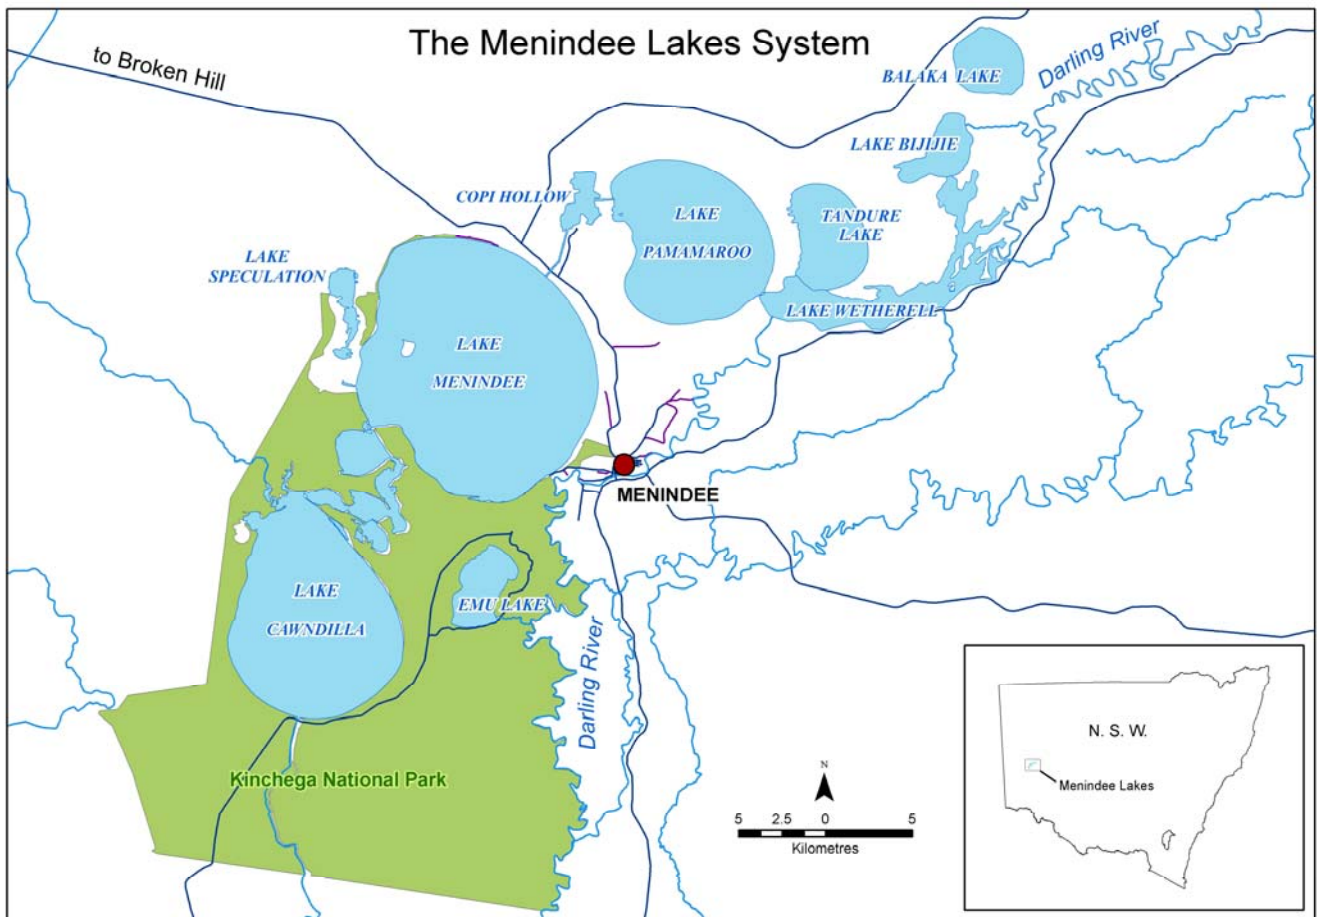 The Menindee Lakes System
to Broken Hill
BALAKA LAKE
Darling River
LAKE BIJIJIE
COPI HOLLOW
LAKE
PAMAMAROO
TANDURE
LAKE
LAKE
SPECULATION
LAKE WETHERELL
LAKE
MENINDEE
MENINDEE
LAKE
CAWNDILLA
EMU LAKE
Darling River
Kinchega National Park
N
5
2.5
0
5
Kilometres
N. S. W.
Menindee Lakes